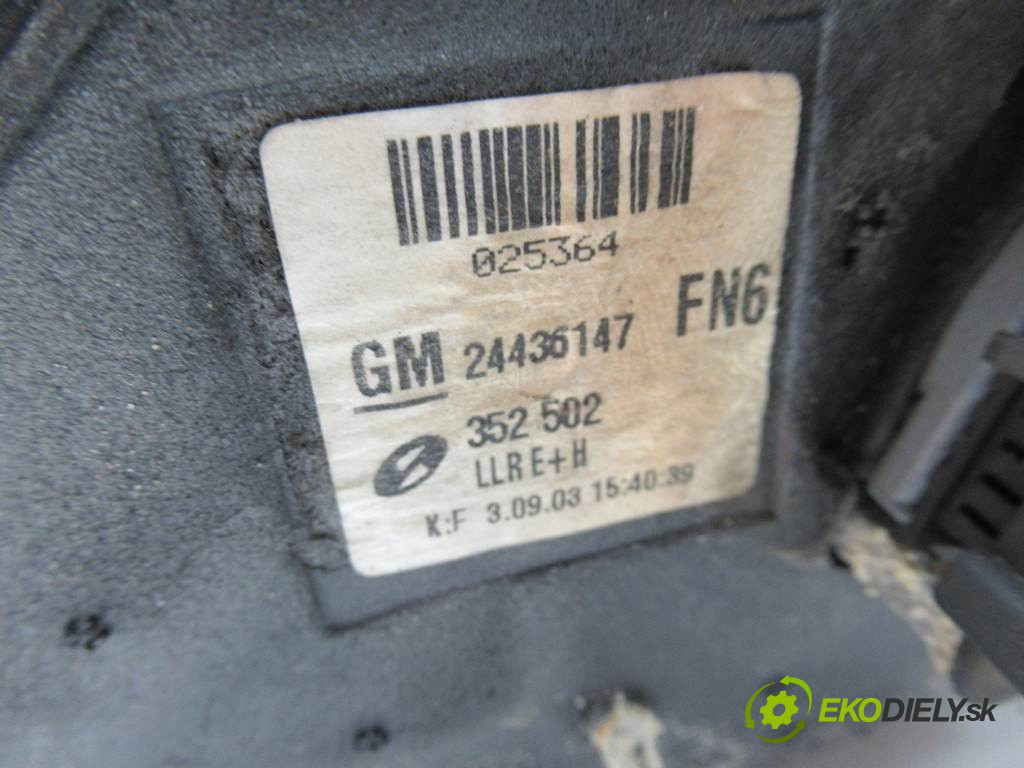 025364
FN6
GM 24436147
352 502
LLR E+H
K:F 3.09.03 15:40:39
EKODIELY.sk